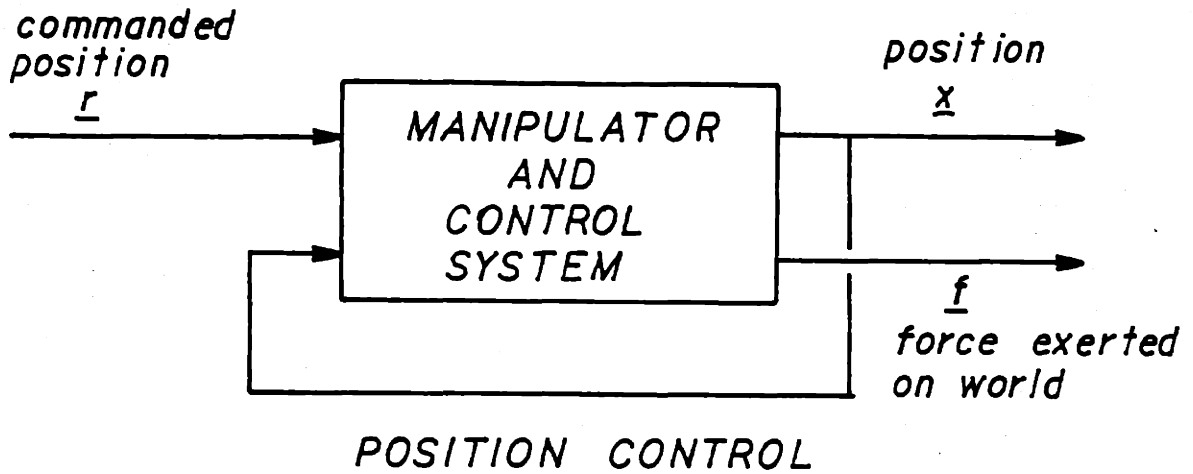 commanded
position
r
MANIPULATOR
AND
CONTROL
SYSTEM
position
x
f
force exerted
on world
POSITION CONTROL